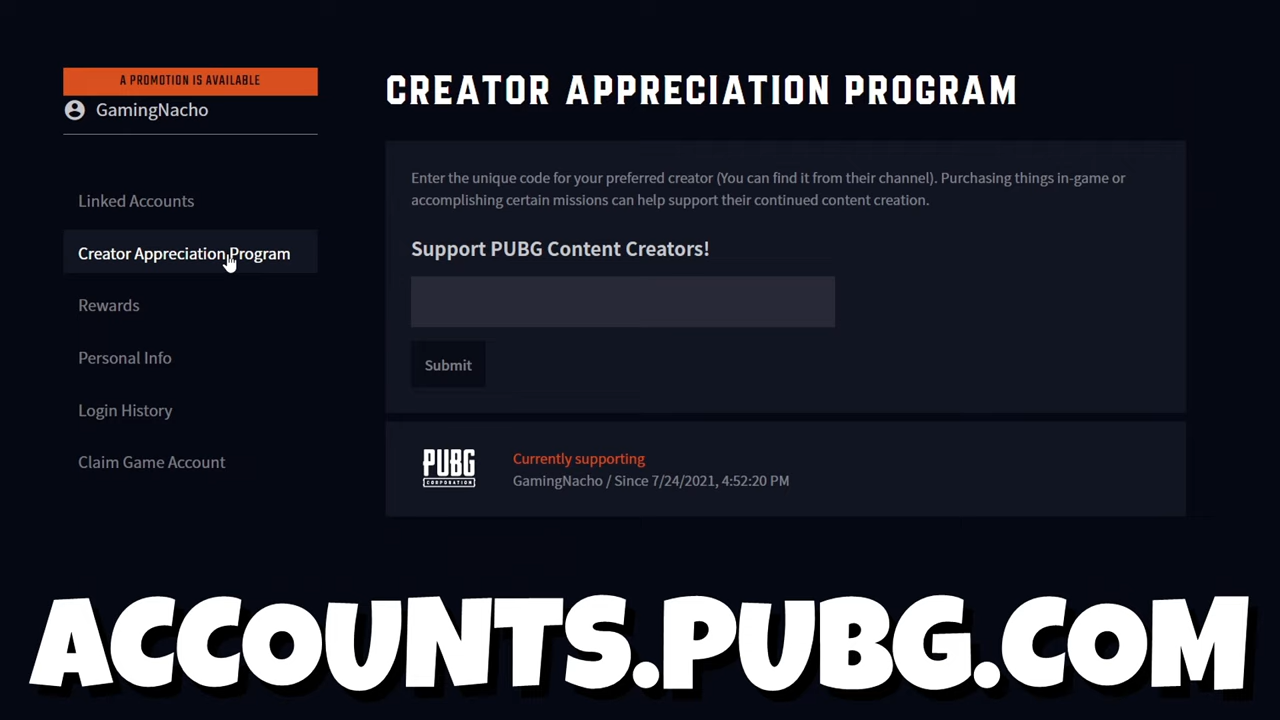 A PROMOTION IS AVAILABLE
GamingNacho
Linked Accounts
Creator Appreciation Program
Rewards
Personal Info
Login History
Claim Game Account
CREATOR APPRECIATION PROGRAM
Enter the unique code for your preferred creator (You can find it from their channel). Purchasing things in-game or
accomplishing certain missions can help support their continued content creation.
Support PUBG Content Creators!
Submit
PUBG
CORPORATION
Currently supporting
GamingNacho / Since 7/24/2021, 4:52:20 PM
ACCOUNTS.PUBG.COM